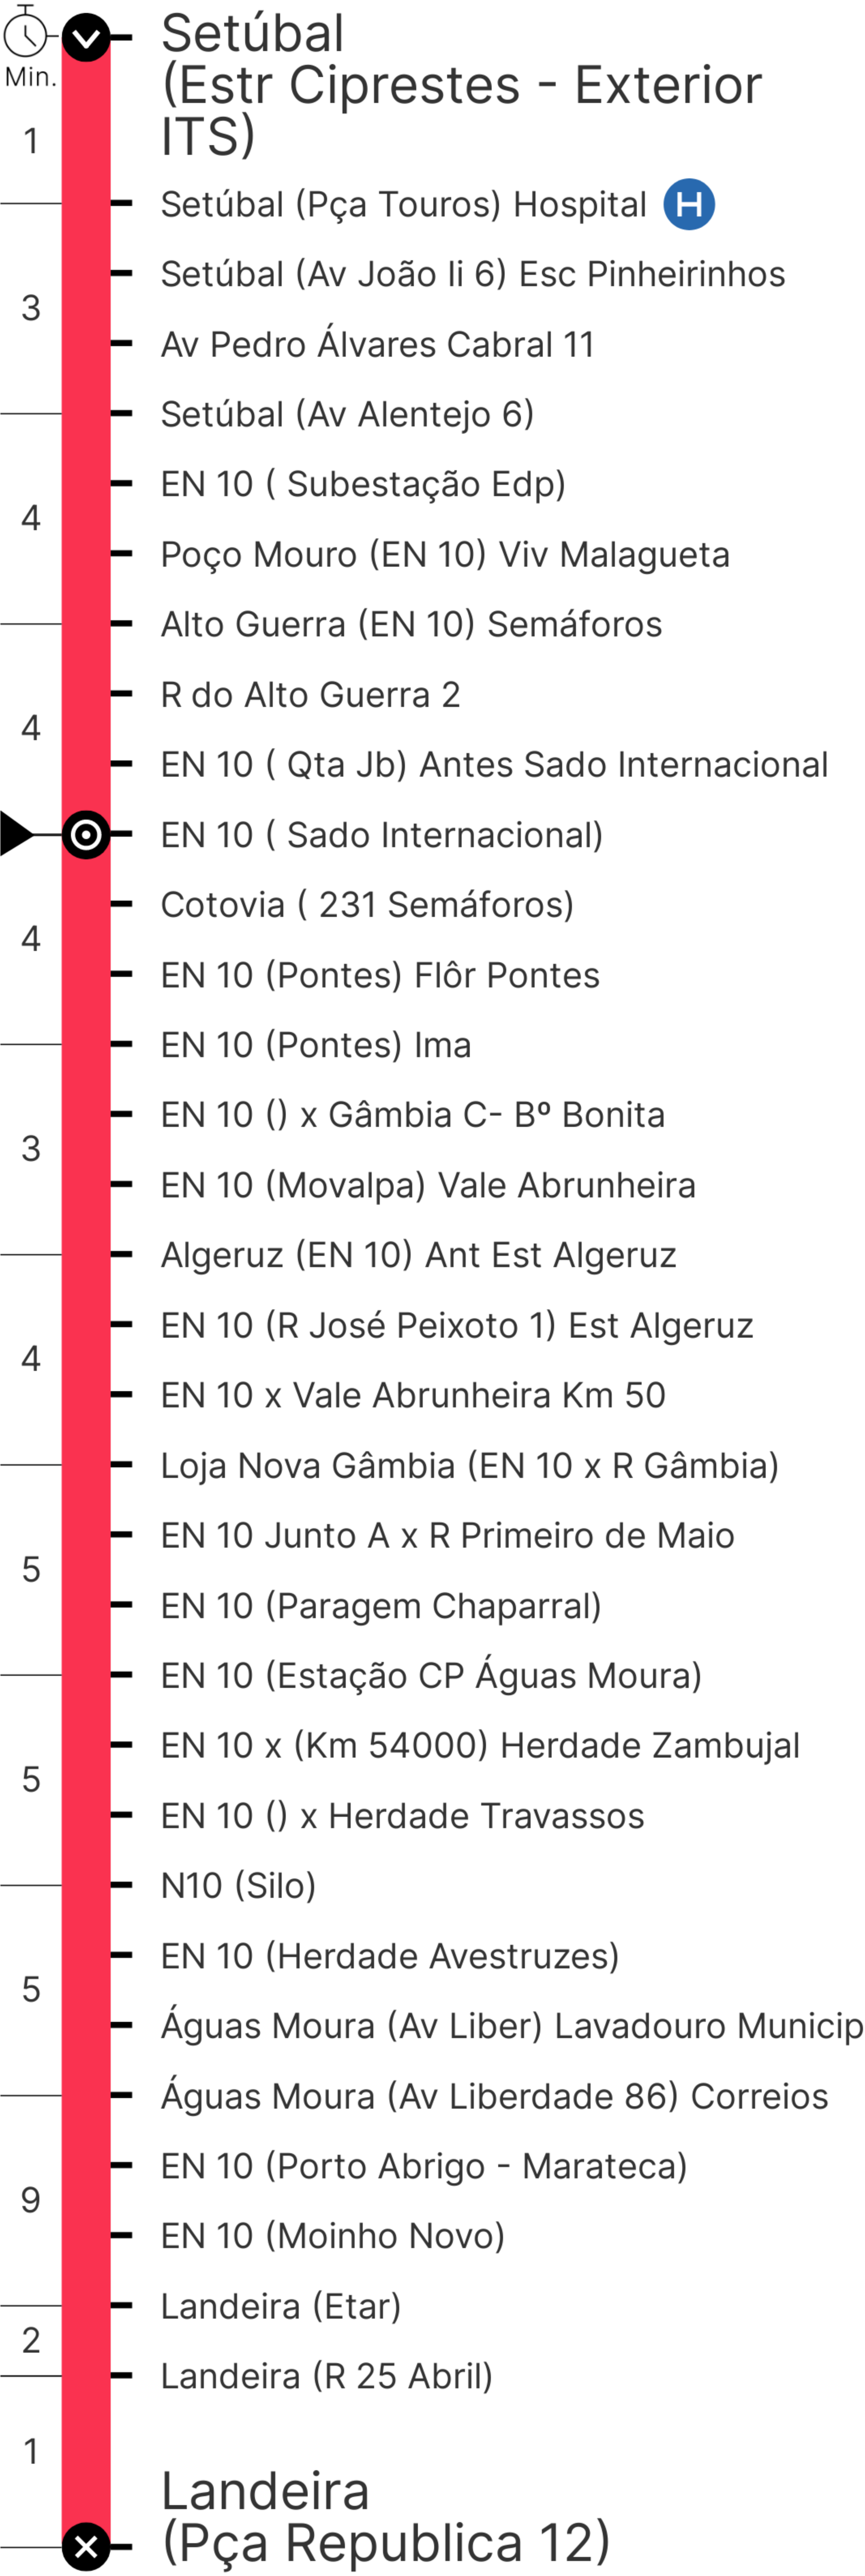 Setúbal
Min.
(Estr Ciprestes - Exterior
ITS)
1
Setúbal (Pça Touros) Hospital H
Setúbal (Av João Ii 6) Esc Pinheirinhos
3
Av Pedro Álvares Cabral 11
Setúbal (Av Alentejo 6)
EN 10 ( Subestação Edp)
4
Poço Mouro (EN 10) Viv Malagueta
Alto Guerra (EN 10) Semáforos
R do Alto Guerra 2
4
EN 10 ( Qta Jb) Antes Sado Internacional
EN 10 ( Sado Internacional)
Cotovia ( 231 Semáforos)
4
EN 10 (Pontes) Flôr Pontes
EN 10 (Pontes) Ima
EN 10 () x Gâmbia C- Bº Bonita
3
EN 10 (Movalpa) Vale Abrunheira
Algeruz (EN 10) Ant Est Algeruz
EN 10 (R José Peixoto 1) Est Algeruz
4
EN 10 x Vale Abrunheira Km 50
Loja Nova Gâmbia (EN 10 x R Gâmbia)
EN 10 Junto A x R Primeiro de Maio
5
EN 10 (Paragem Chaparral)
EN 10 (Estação CP Águas Moura)
EN 10 x (Km 54000) Herdade Zambujal
5
EN 10 () x Herdade Travassos
N10 (Silo)
EN 10 (Herdade Avestruzes)
5
Águas Moura (Av Liber) Lavadouro Municip
Águas Moura (Av Liberdade 86) Correios
EN 10 (Porto Abrigo - Marateca)
9
EN 10 (Moinho Novo)
Landeira (Etar)
2
Landeira (R 25 Abril)
1
Landeira
(Pça Republica 12)